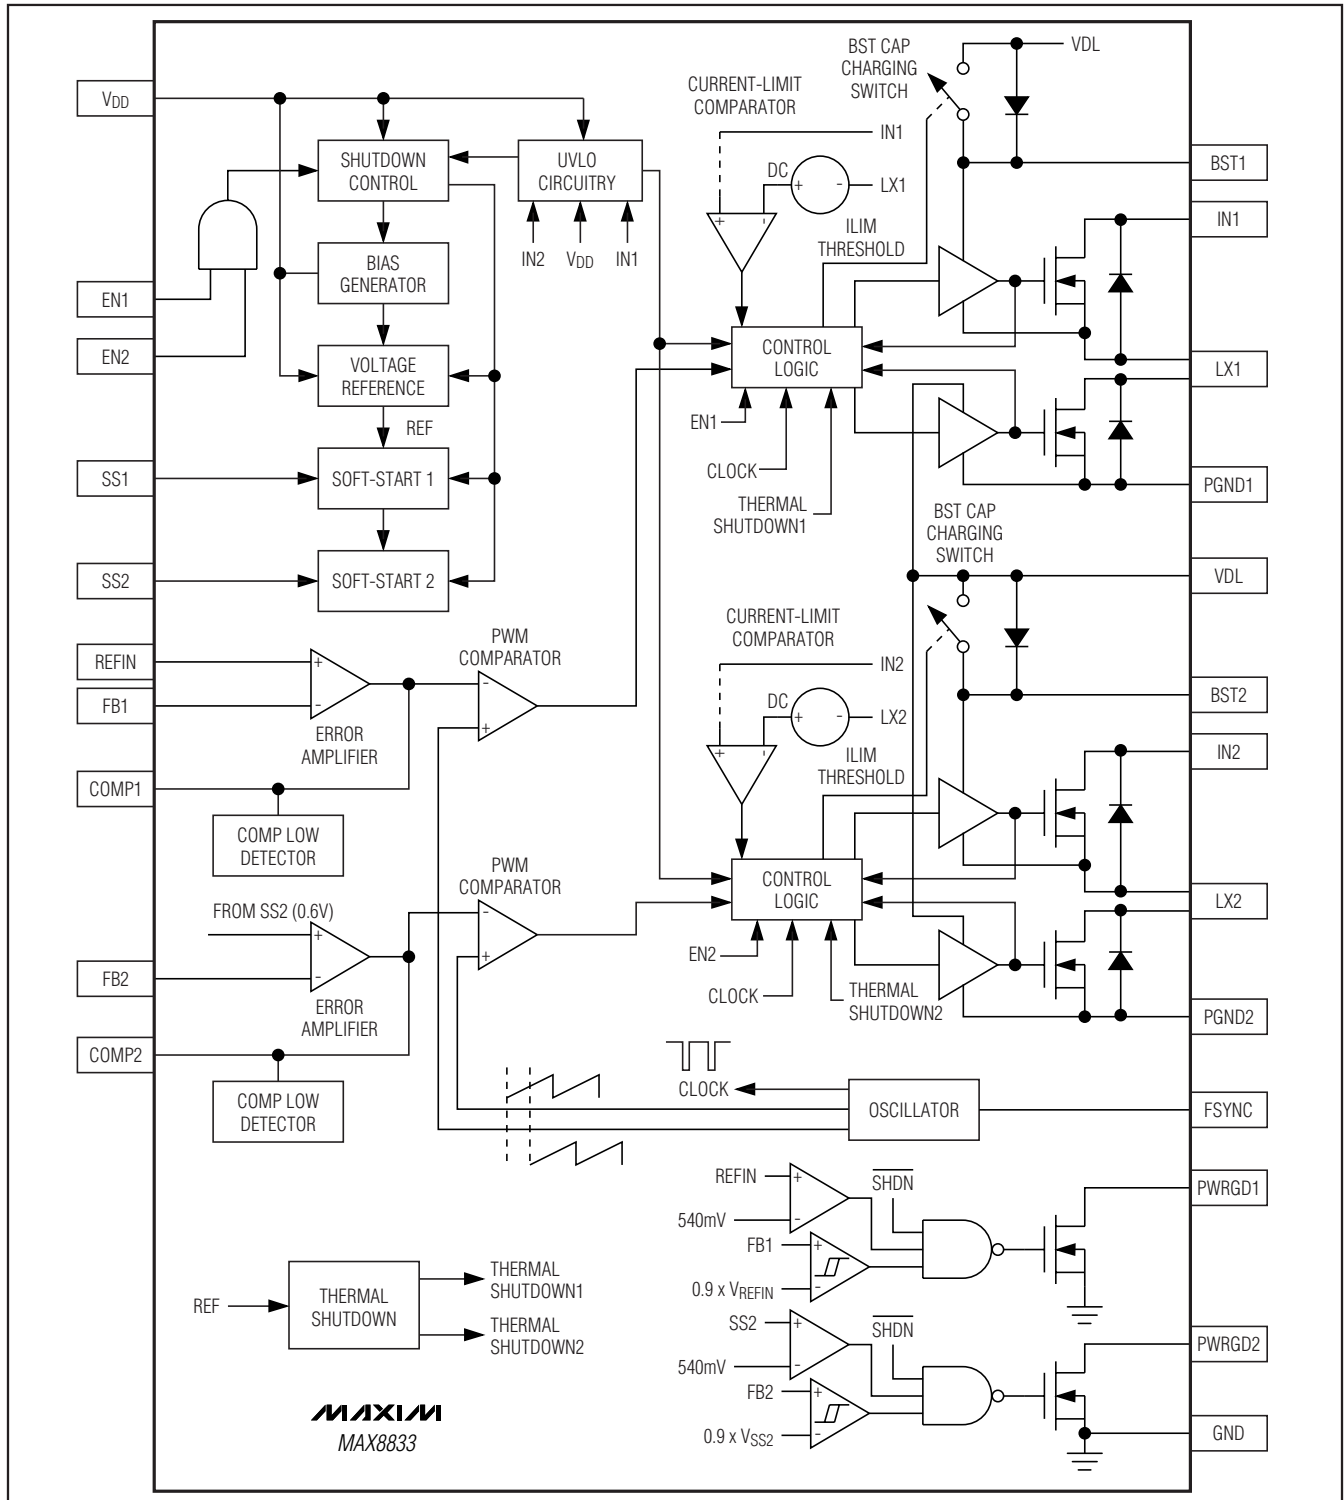 VDD
EN1
EN2
SS1
SS2
REFIN
FB1
COMP1
FB2
COMP2
SHUTDOWN
CONTROL
UVLO
CIRCUITRY
IN2
VDD
IN1
BIAS
GENERATOR
VOLTAGE
REFERENCE
REF
SOFT-START 1
SOFT-START 2
+
-
ERROR
AMPLIFIER
PWM
COMPARATOR
-
+
COMP LOW
DETECTOR
FROM SS2 (0.6V)
+
-
ERROR
AMPLIFIER
PWM
COMPARATOR
-
+
COMP LOW
DETECTOR
CURRENT-LIMIT
COMPARATOR
IN1
DC
+
-
LX1
+
-
ILIM
THRESHOLD
BST CAP
CHARGING
SWITCH
VDL
CONTROL
LOGIC
EN1
CLOCK
THERMAL
SHUTDOWN1
BST CAP
CHARGING
SWITCH
CURRENT-LIMIT
COMPARATOR
IN2
DC
+
-
LX2
+
-
ILIM
THRESHOLD
CONTROL
LOGIC
EN2
CLOCK
THERMAL
SHUTDOWN2
CLOCK
OSCILLATOR
REFIN
+
540mV
-
SHDN
FB1
+
0.9 x VREFIN
-
SS2
+
540mV
-
SHDN
FB2
+
0.9 x VSS2
-
BST1
IN1
LX1
PGND1
VDL
BST2
IN2
LX2
PGND2
FSYNC
PWRGD1
PWRGD2
GND
REF
THERMAL
SHUTDOWN
THERMAL
SHUTDOWN1
THERMAL
SHUTDOWN2
MAXIM
MAX8833